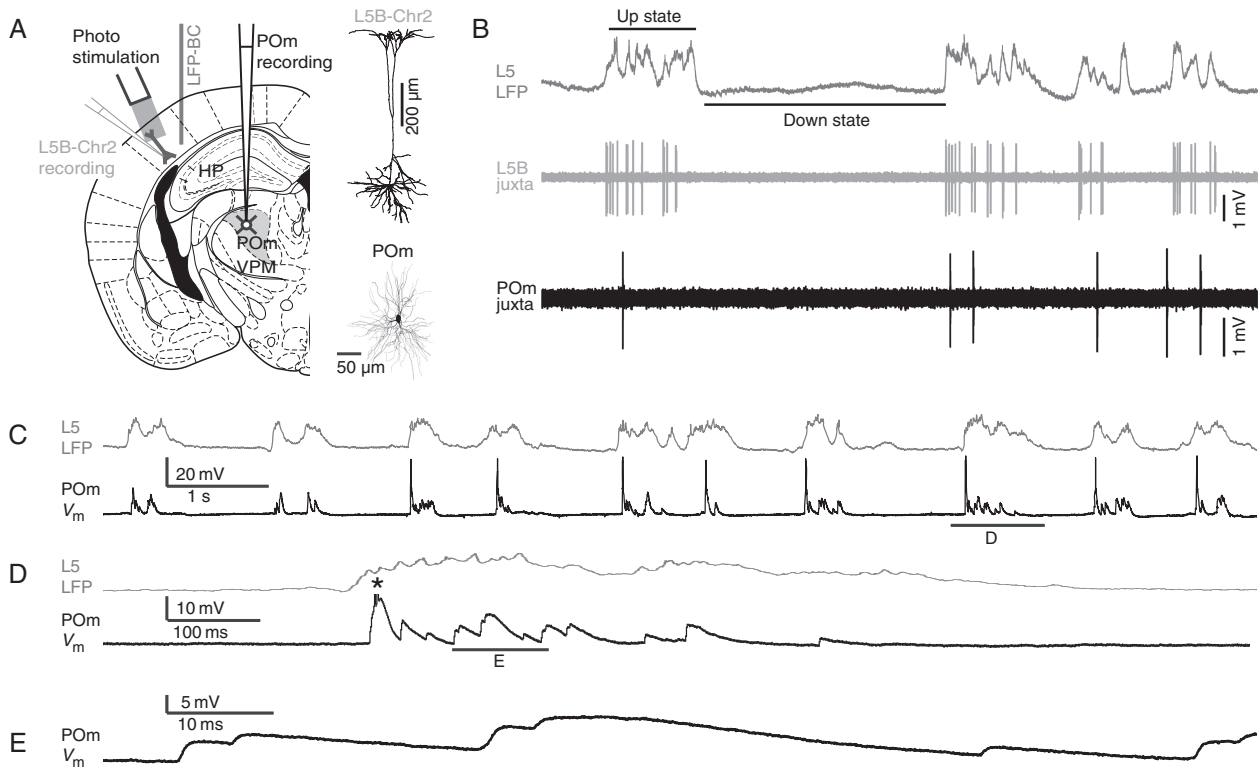 A
Photo
stimulation
LFP-BC
POm
recording
L5B-Chr2
recording
HP
POm
VPM
L5B-Chr2
200 µm
POm
50 µm
B
Up state
L5
LFP
Down state
L5B
juxta
1 mV
POm
juxta
1 mV
C
L5
LFP
20 mV
1 s
POm
Vm
D
D
L5
LFP
*
10 mV
100 ms
POm
Vm
E
5 mV
10 ms
E
POm
Vm